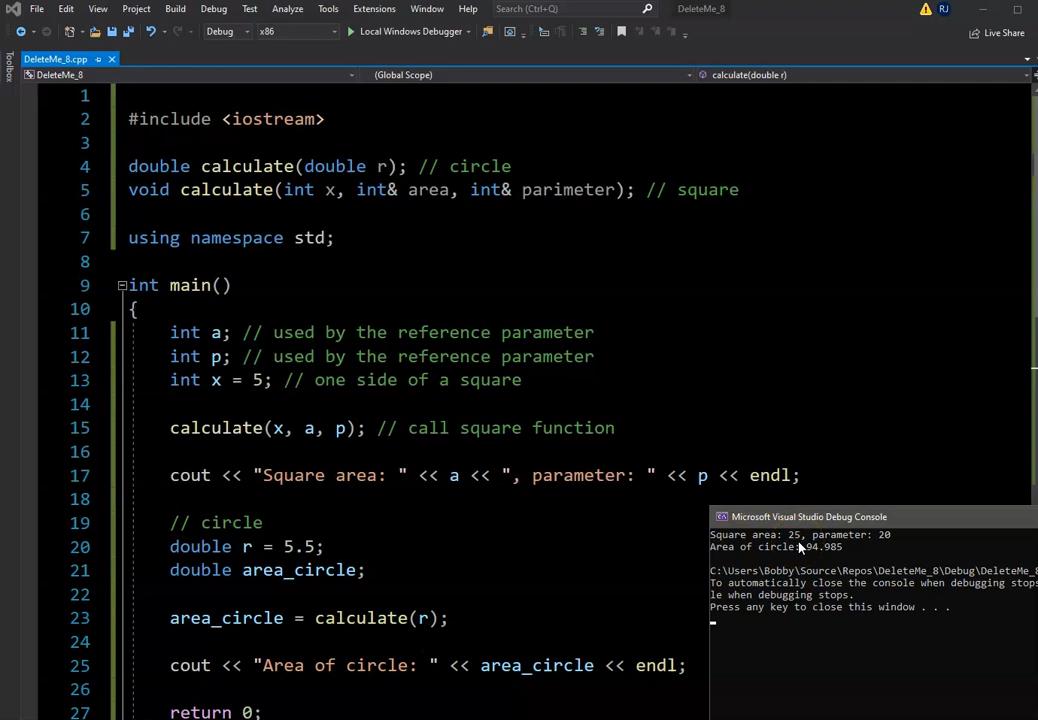 File Edit View Project Build Debug Test Analyze Tools Extensions Window Help Search (Ctrl+Q) DeleteMe_8 RJ
Debug x86 Local Windows Debugger Live Share
Toolbox
DeleteMe_8.cpp
DeleteMe_8 (Global Scope) calculate(double r)
1
2 #include <iostream>
3
4 double calculate(double r); // circle
5 void calculate(int x, int& area, int& parimeter); // square
6
7 using namespace std;
8
9 int main()
10 {
11 int a; // used by the reference parameter
12 int p; // used by the reference parameter
13 int x = 5; // one side of a square
14
15 calculate(x, a, p); // call square function
16
17 cout << "Square area: " << a << ", parameter: " << p << endl;
18
19 // circle
20 double r = 5.5;
21 double area_circle;
22
23 area_circle = calculate(r);
24
25 cout << "Area of circle: " << area_circle << endl;
26
27 return 0;
Microsoft Visual Studio Debug Console
Square area: 25, parameter: 20
Area of circle: 94.985
C:\Users\Bobby\Source\Repos\DeleteMe_8\Debug\DeleteMe_8
To automatically close the console when debugging stops
le when debugging stops.
Press any key to close this window . . .